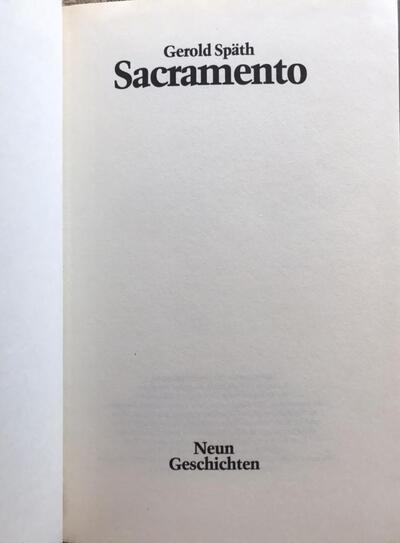 Gerold Späth
Sacramento
Neun
Geschichten